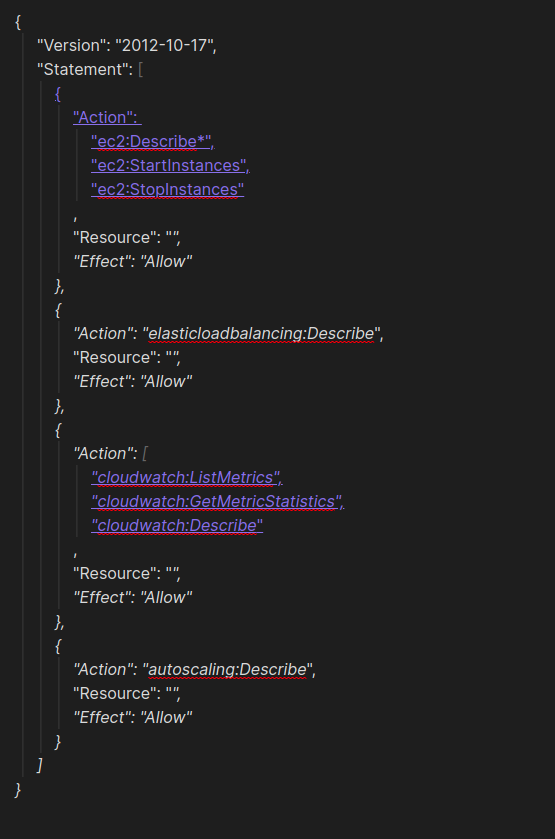 {
"Version": "2012-10-17",
"Statement": [
{
"Action":
"ec2:Describe*",
"ec2:StartInstances",
"ec2:StopInstances"
,
"Resource": "",
"Effect": "Allow"
},
{
"Action": "elasticloadbalancing:Describe",
"Resource": "",
"Effect": "Allow"
},
{
"Action": [
"cloudwatch:ListMetrics",
"cloudwatch:GetMetricStatistics",
"cloudwatch:Describe"
,
"Resource": "",
"Effect": "Allow"
},
{
"Action": "autoscaling:Describe",
"Resource": "",
"Effect": "Allow"
}
]
}